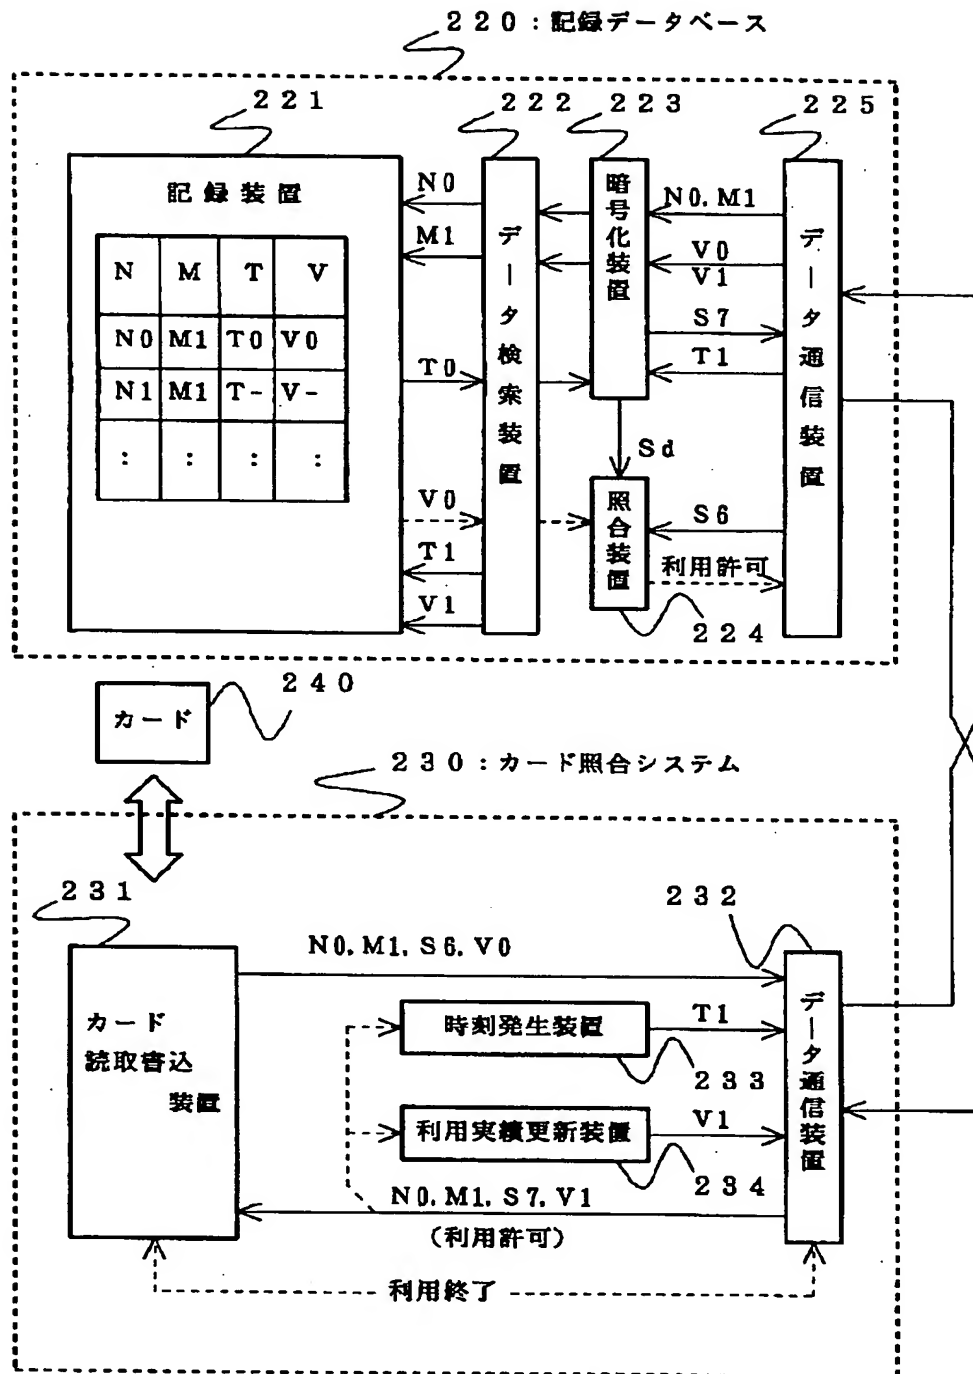 220：記録データベース
221
222
223
225
記録装置
N M T V
N0 M1 T0 V0
N1 M1 T- V-
: : : :
N0
M1
T0
V0
T1
V1
データ検索装置
暗号化装置
N0. M1
V0
V1
S7
T1
Sd
照合装置
S6
利用許可
224
データ通信装置
240
カード
230：カード照合システム
231
232
N0. M1. S6. V0
カード
読取書込
装置
時刻発生装置
T1
233
利用実績更新装置
V1
234
N0. M1. S7. V1
(利用許可)
データ通信装置
利用終了